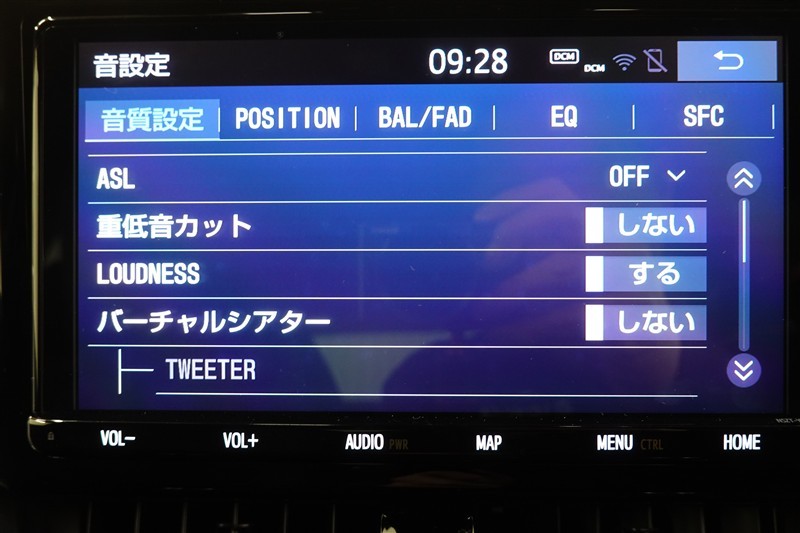 音設定 09:28 DCM DCM
音質設定 POSITION BAL/FAD EQ SFC
ASL OFF
重低音カット しない
LOUDNESS する
バーチャルシアター しない
TWEETER
VOL- VOL+ AUDIO PWR MAP MENU CTRL HOME